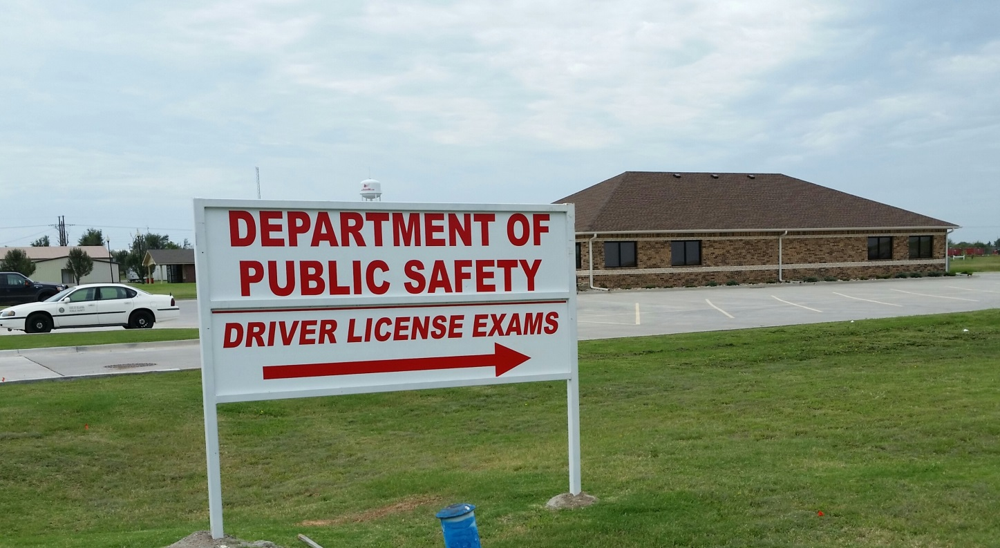 DEPARTMENT OF
PUBLIC SAFETY
DRIVER LICENSE EXAMS